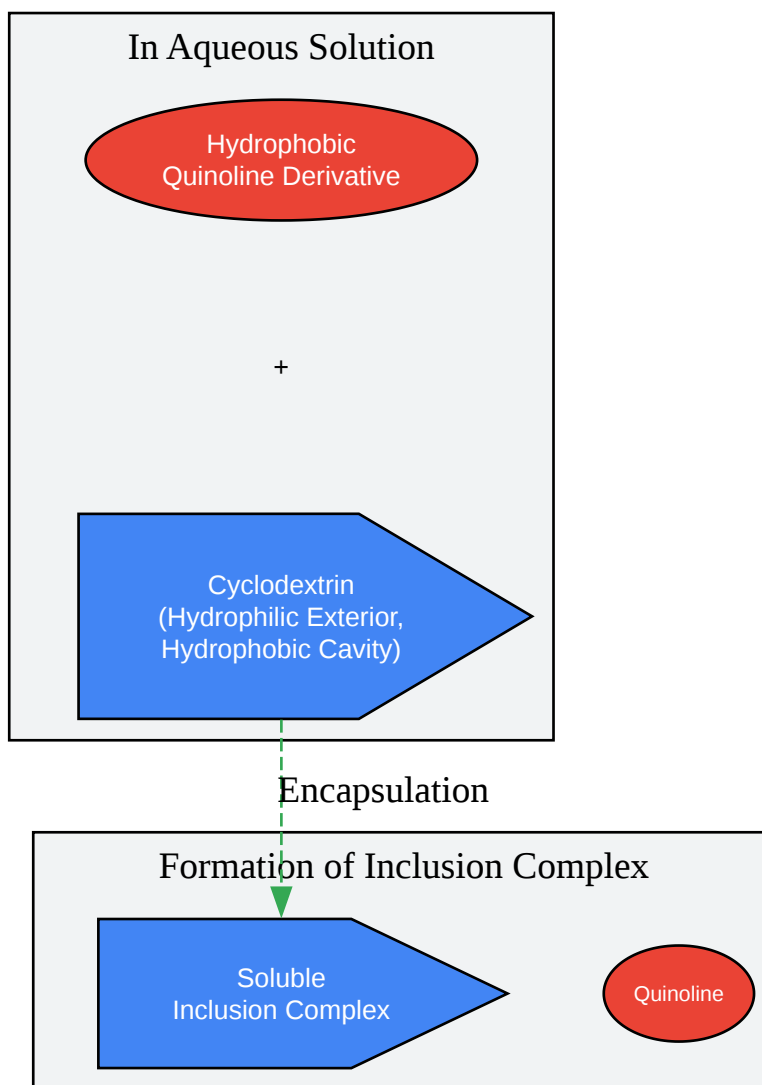 In Aqueous Solution
Hydrophobic
Quinoline Derivative
+
Cyclodextrin
(Hydrophilic Exterior,
Hydrophobic Cavity)
Encapsulation
Formation of Inclusion Complex
Soluble
Inclusion Complex
Quinoline